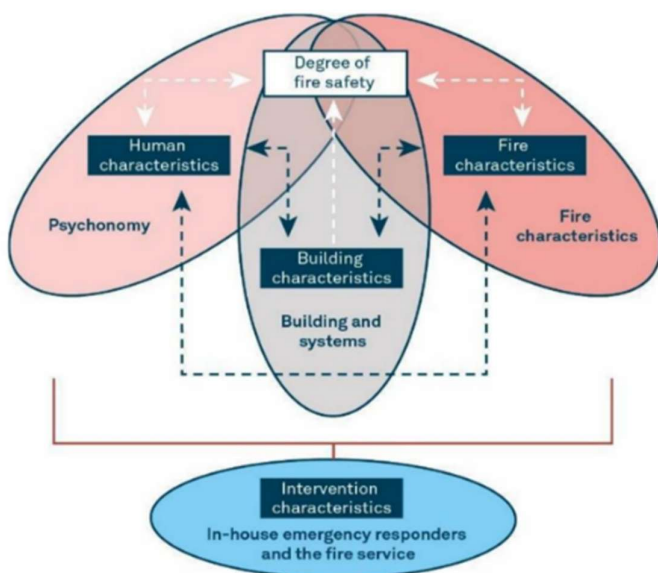 Degree of
fire safety
Human
characteristics
Fire
characteristics
Psychonomy
Fire
characteristics
Building
characteristics
Building and
systems
Intervention
characteristics
In-house emergency responders
and the fire service